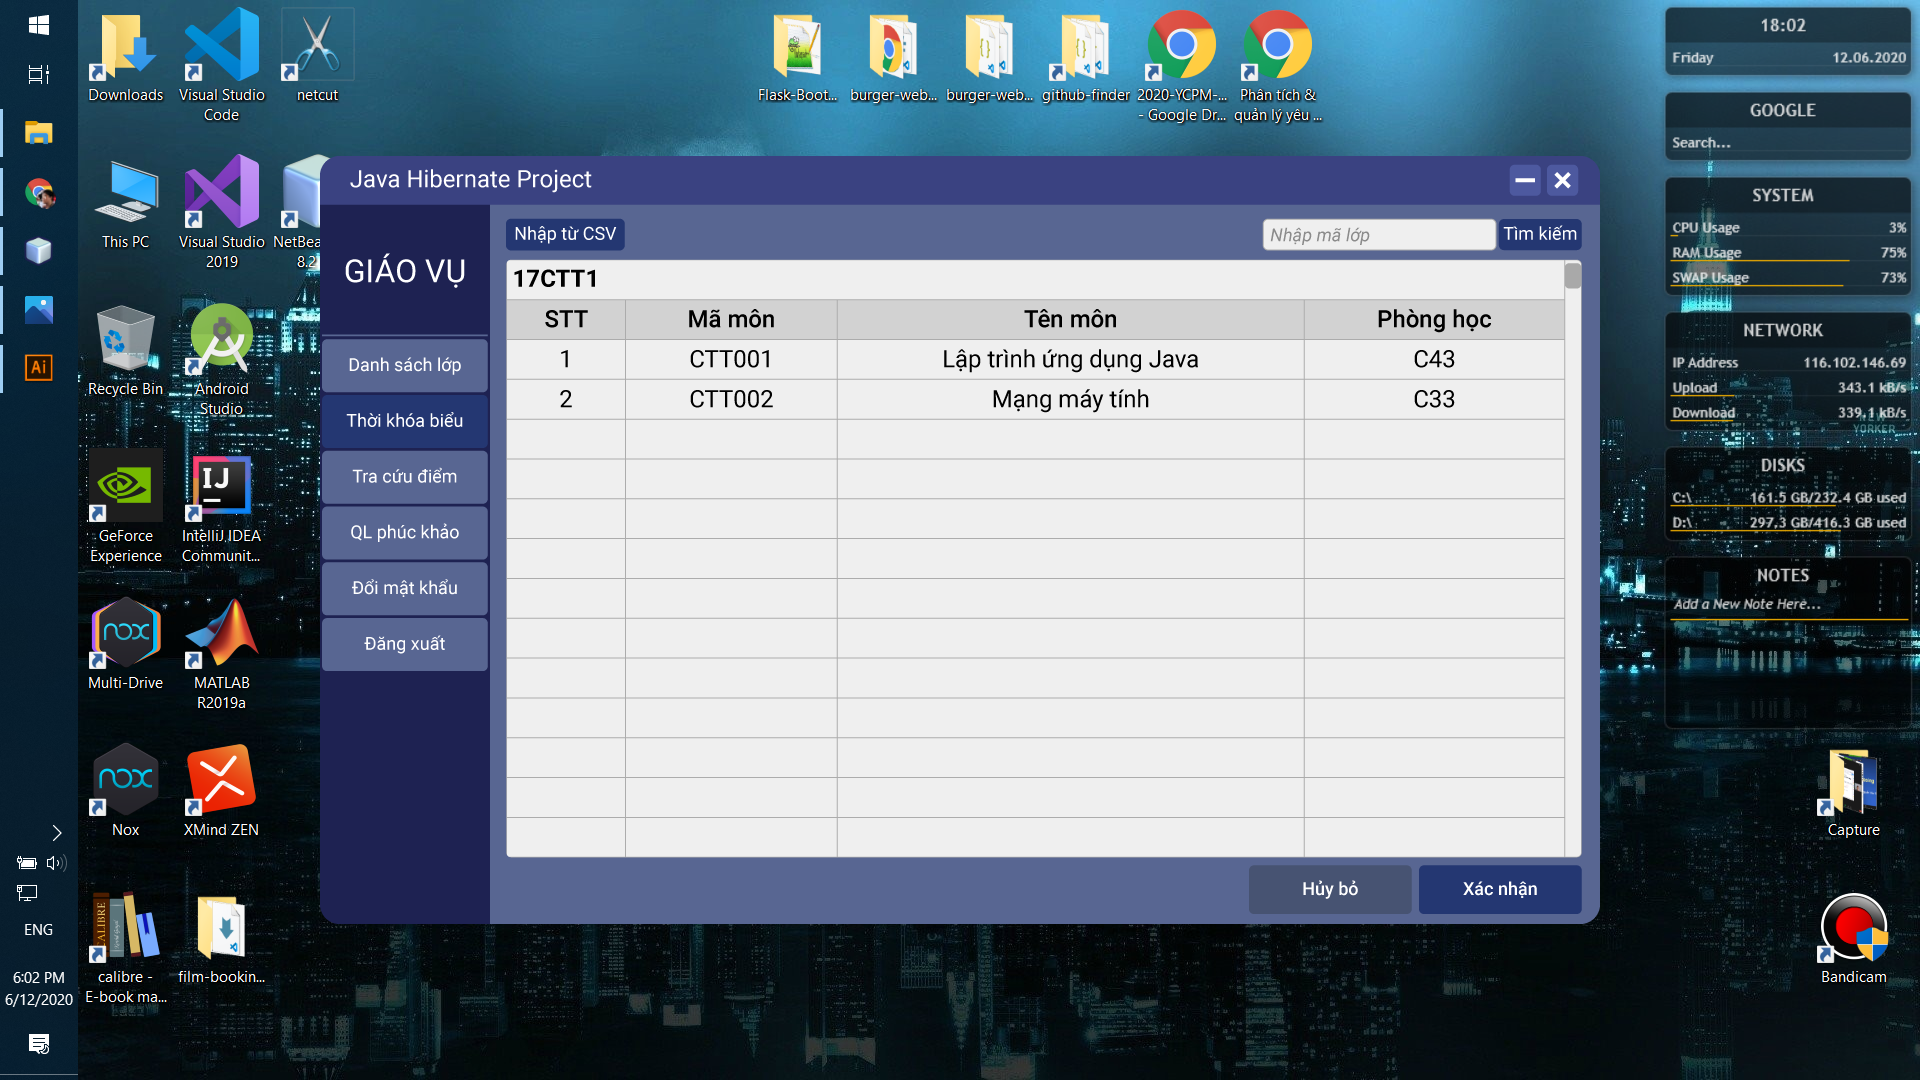 Downloads
Visual Studio
Code
netcut
Flask-Boot...
burger-web...
burger-web...
github-finder
2020-YCPM-...
- Google Dr...
Phân tích &
quản lý yêu ...
This PC
Visual Studio
2019
NetBea
8.2
Recycle Bin
Android
Studio
GeForce
Experience
IJ
IntelliJ IDEA
Communit...
nox
Multi-Drive
MATLAB
R2019a
nox
Nox
XMind ZEN
CALIBRE
calibre -
E-book ma...
film-bookin...
Ai
ENG
6:02 PM
6/12/2020
Java Hibernate Project
GIÁO VỤ
Danh sách lớp
Thời khóa biểu
Tra cứu điểm
QL phúc khảo
Đổi mật khẩu
Đăng xuất
Nhập từ CSV
Nhập mã lớp
Tìm kiếm
17CTT1
STT Mã môn Tên môn Phòng học
1 CTT001 Lập trình ứng dụng Java C43
2 CTT002 Mạng máy tính C33
Hủy bỏ
Xác nhận
18:02
Friday 12.06.2020
GOOGLE
Search...
SYSTEM
CPU Usage 3%
RAM Usage 75%
SWAP Usage 73%
NETWORK
IP Address 116.102.146.69
Upload 343.1 kB/s
Download 339.1 kB/s
YORKER
DISKS
C:\ 161.5 GB/232.4 GB used
D:\ 297.3 GB/416.3 GB used
NOTES
Add a New Note Here...
Capture
Bandicam